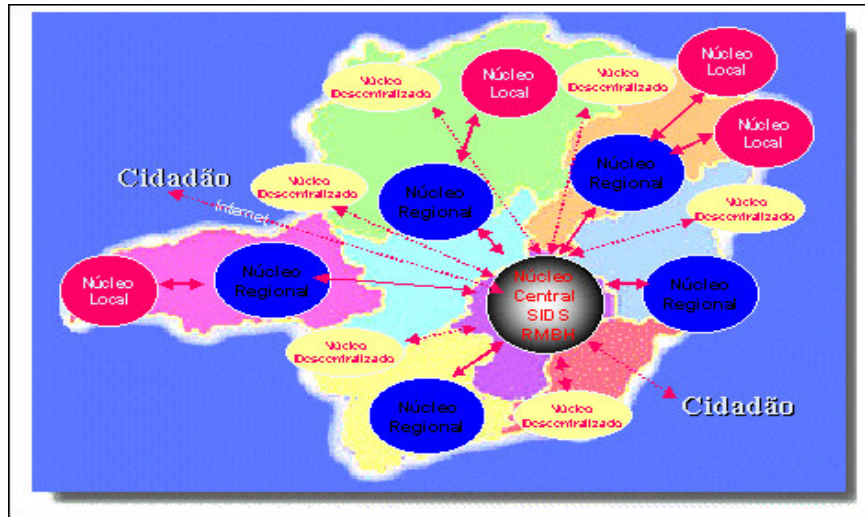 Núcleo
Local
Núcleo
Descentralizado
Núcleo
Local
Núcleo
Descentralizado
Núcleo
Local
Cidadão
Internet
Núcleo
Descentralizado
Núcleo
Regional
Núcleo
Regional
Núcleo
Descentralizado
Núcleo
Local
Núcleo
Regional
Núcleo
Central
SIDS
RMBH
Núcleo
Regional
Núcleo
Descentralizado
Núcleo
Regional
Núcleo
Descentralizado
Cidadão